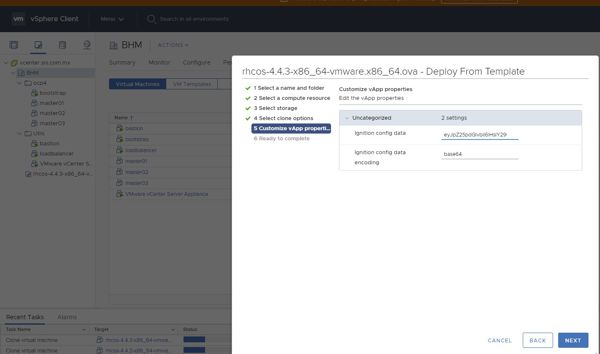 vm vSphere Client
Menu
Search in all environments
vcenter.sis.com.mx
BHM
ocp4
bootstrap
master01
master02
master03
Utils
bastion
loadbalancer
VMware vCenter S...
rhcos-4.4.3-x86_64-v...
BHM
ACTIONS
Summary Monitor Configure Pe
Virtual Machines VM Templates
Name ↑
bastion
bootstrap
loadbalancer
master01
master02
master03
VMware vCenter Server Appliance
rhcos-4.4.3-x86_64-vmware.x86_64.ova - Deploy From Template
1 Select a name and folder
2 Select a compute resource
3 Select storage
4 Select clone options
5 Customize vApp properti...
6 Ready to complete
Customize vApp properties
Edit the vApp properties
Uncategorized 2 settings
Ignition config data
Ignition config data
encoding
base64
CANCEL BACK NEXT
Recent Tasks Alarms
Task Name Target Status
Clone virtual machine rhcos-4.4.3-x86_64-vmwa...
Clone virtual machine rhcos-4.4.3-x86_64-vmwa...